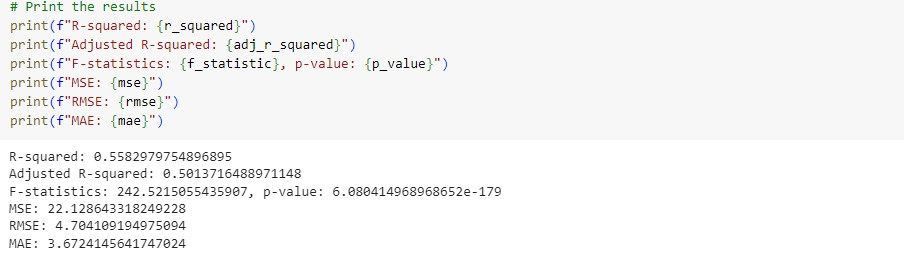 # Print the results
print(f"R-squared: {r_squared}")
print(f"Adjusted R-squared: {adj_r_squared}")
print(f"F-statistics: {f_statistic}, p-value: {p_value}")
print(f"MSE: {mse}")
print(f"RMSE: {rmse}")
print(f"MAE: {mae}")
R-squared: 0.5582979754896895
Adjusted R-squared: 0.5013716488971148
F-statistics: 242.5215055435907, p-value: 6.080414968968652e-179
MSE: 22.128643318249228
RMSE: 4.704109194975094
MAE: 3.6724145641747024